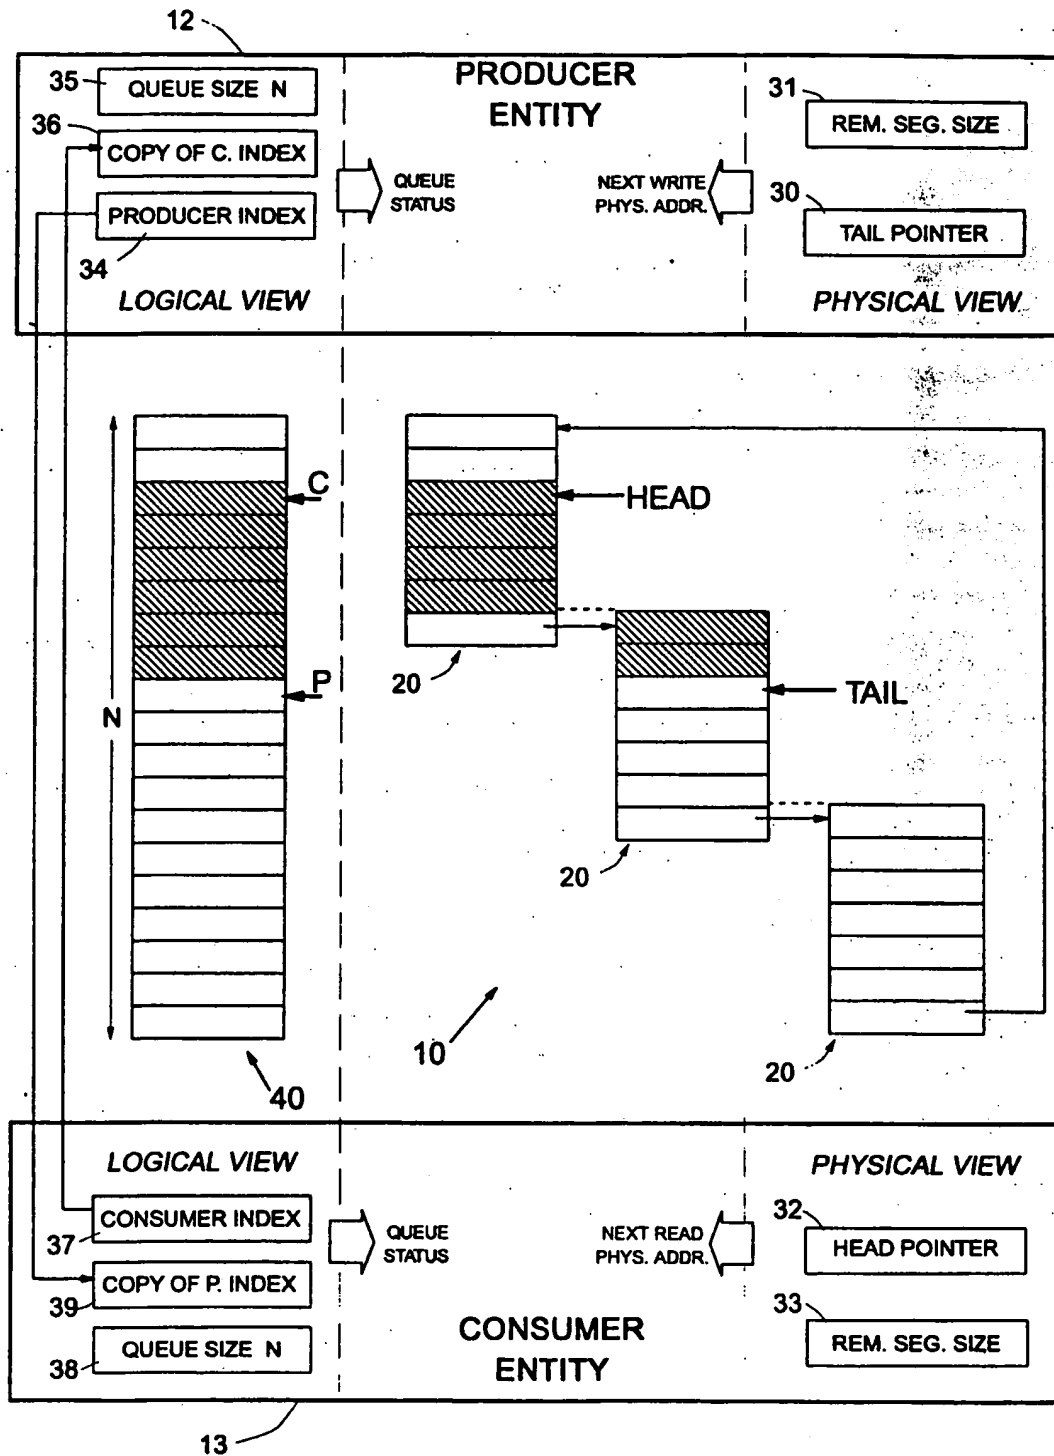 12
PRODUCER
ENTITY
35
QUEUE SIZE N
36
COPY OF C. INDEX
PRODUCER INDEX
34
LOGICAL VIEW
QUEUE
STATUS
NEXT WRITE
PHYS. ADDR.
31
REM. SEG. SIZE
30
TAIL POINTER
PHYSICAL VIEW
C
P
N
40
HEAD
20
TAIL
20
20
10
LOGICAL VIEW
CONSUMER INDEX
37
COPY OF P. INDEX
39
QUEUE SIZE N
38
QUEUE
STATUS
NEXT READ
PHYS. ADDR.
CONSUMER
ENTITY
PHYSICAL VIEW
32
HEAD POINTER
33
REM. SEG. SIZE
13